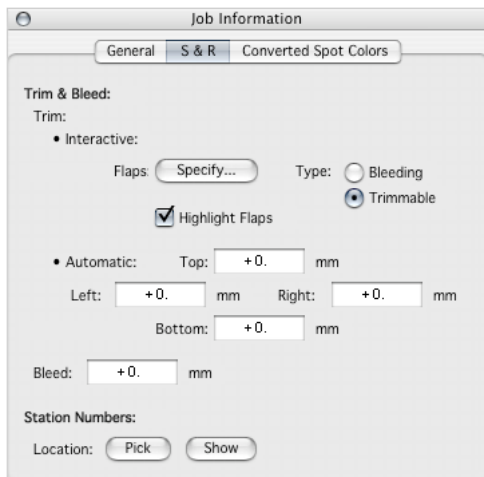 Job Information
General S & R Converted Spot Colors
Trim & Bleed:
Trim:
• Interactive:
Flaps: Specify... Type: Bleeding
Trimmable
Highlight Flaps
• Automatic: Top: +0. mm
Left: +0. mm Right: +0. mm
Bottom: +0. mm
Bleed: +0. mm
Station Numbers:
Location: Pick Show